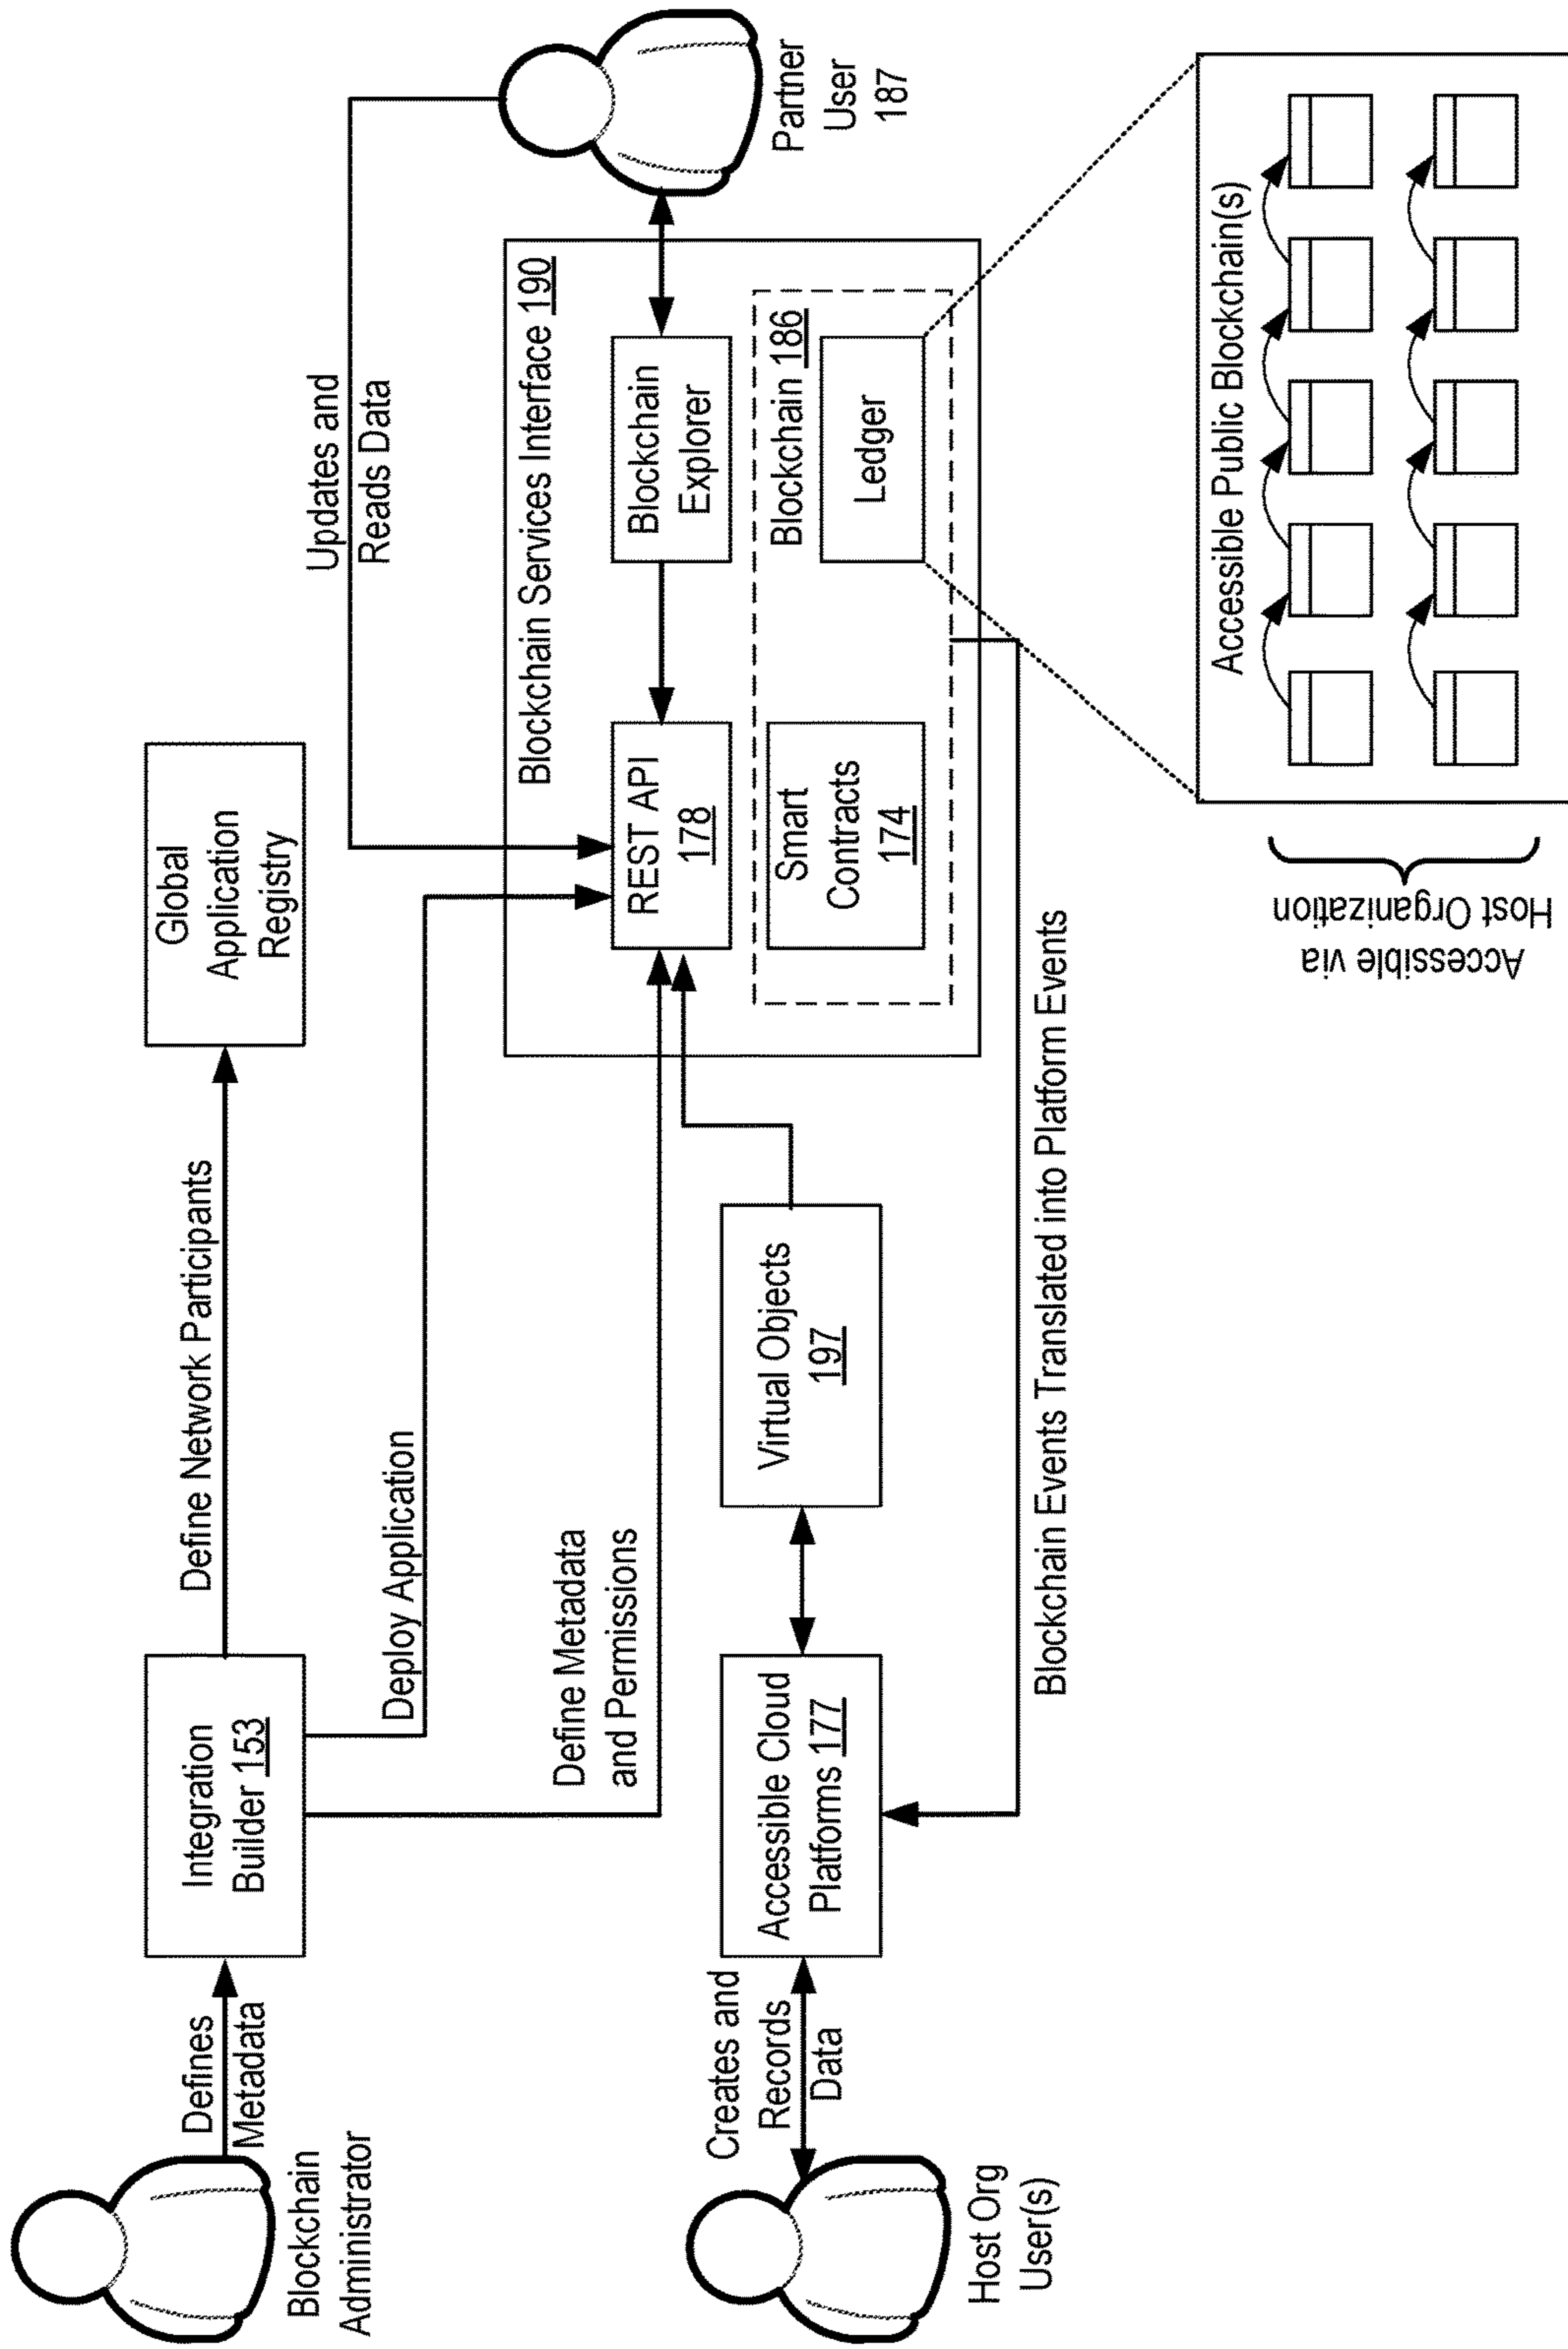 Blockchain
Administrator
Defines
Metadata
Integration
Builder 153
Define Network Participants
Global
Application
Registry
Deploy Application
Define Metadata
and Permissions
Updates and
Reads Data
Partner
User
187
Blockchain Services Interface 190
REST API
178
Blockchain
Explorer
Blockchain 186
Smart
Contracts
174
Ledger
Host Org
User(s)
Creates and
Records
Data
Accessible Cloud
Platforms 177
Virtual Objects
197
Blockchain Events Translated into Platform Events
Accessible via
Host Organization
Accessible Public Blockchain(s)